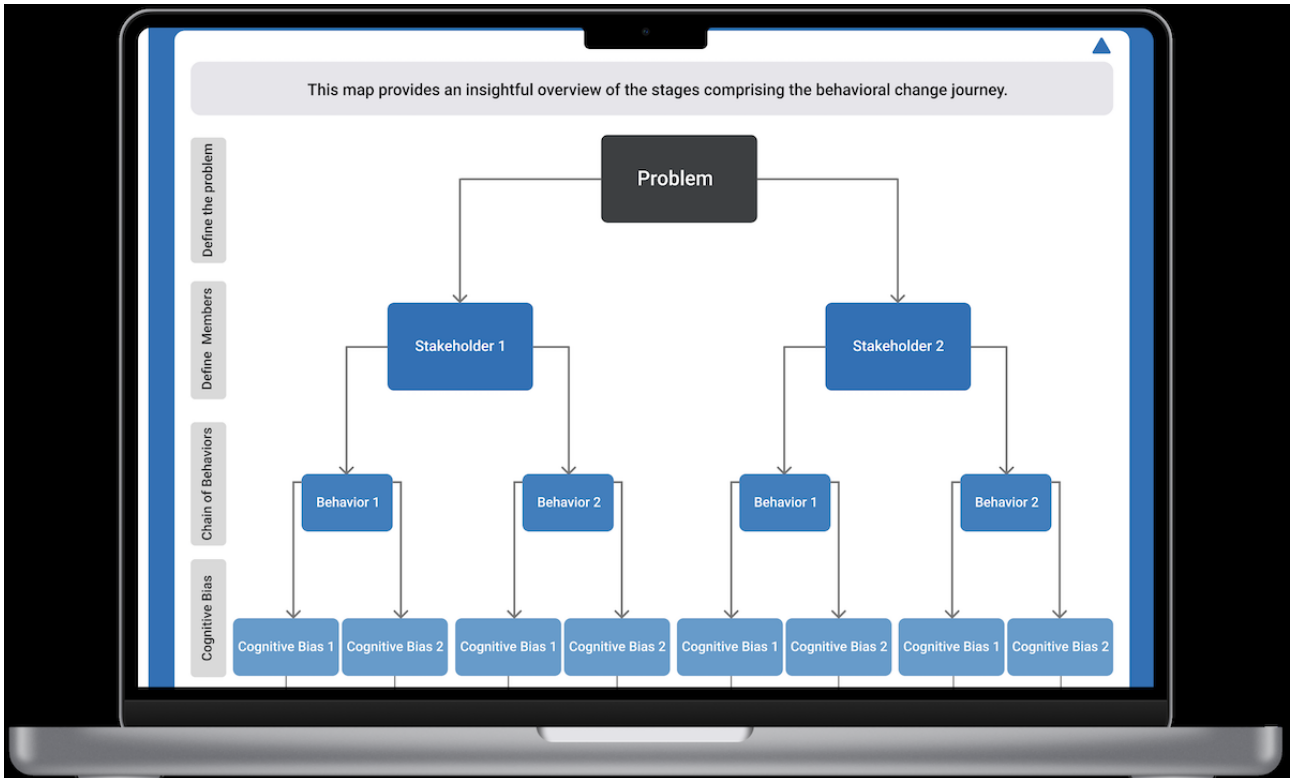 This map provides an insightful overview of the stages comprising the behavioral change journey.
Define the problem
Problem
Define Members
Stakeholder 1
Stakeholder 2
Chain of Behaviors
Behavior 1
Behavior 2
Behavior 1
Behavior 2
Cognitive Bias
Cognitive Bias 1
Cognitive Bias 2
Cognitive Bias 1
Cognitive Bias 2
Cognitive Bias 1
Cognitive Bias 2
Cognitive Bias 1
Cognitive Bias 2